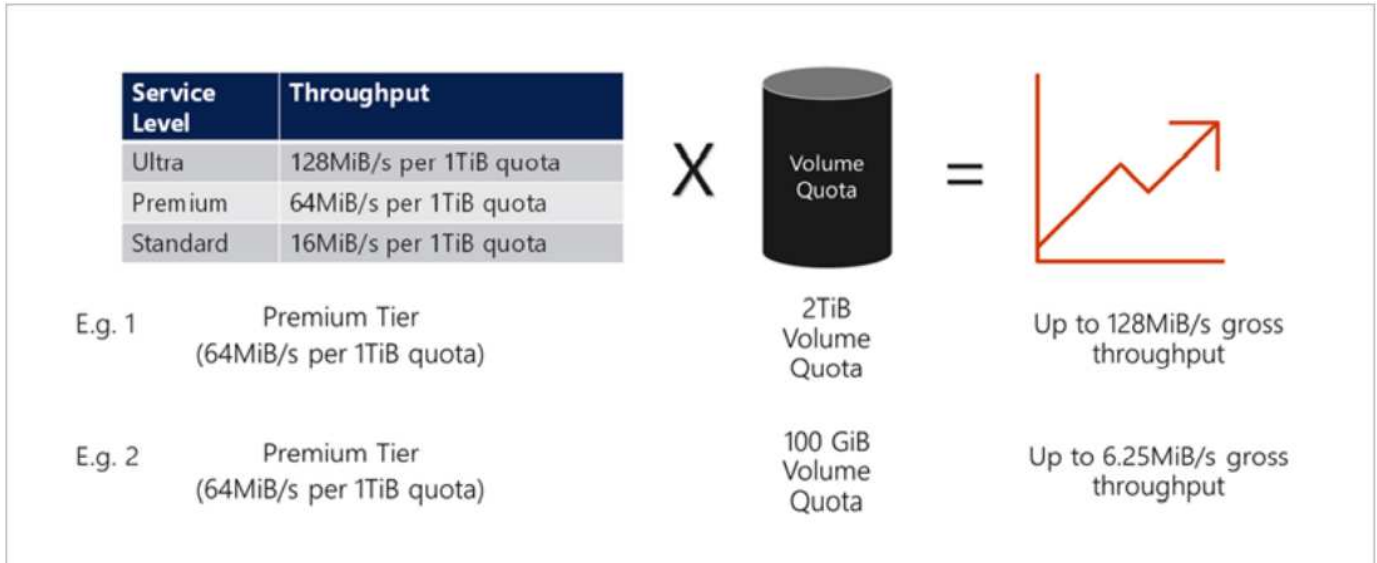 Service Level
Throughput
Ultra
128MiB/s per 1TiB quota
Premium
64MiB/s per 1TiB quota
Standard
16MiB/s per 1TiB quota
X
Volume
Quota
=
E.g. 1
Premium Tier
(64MiB/s per 1TiB quota)
2TiB
Volume
Quota
Up to 128MiB/s gross
throughput
E.g. 2
Premium Tier
(64MiB/s per 1TiB quota)
100 GiB
Volume
Quota
Up to 6.25MiB/s gross
throughput